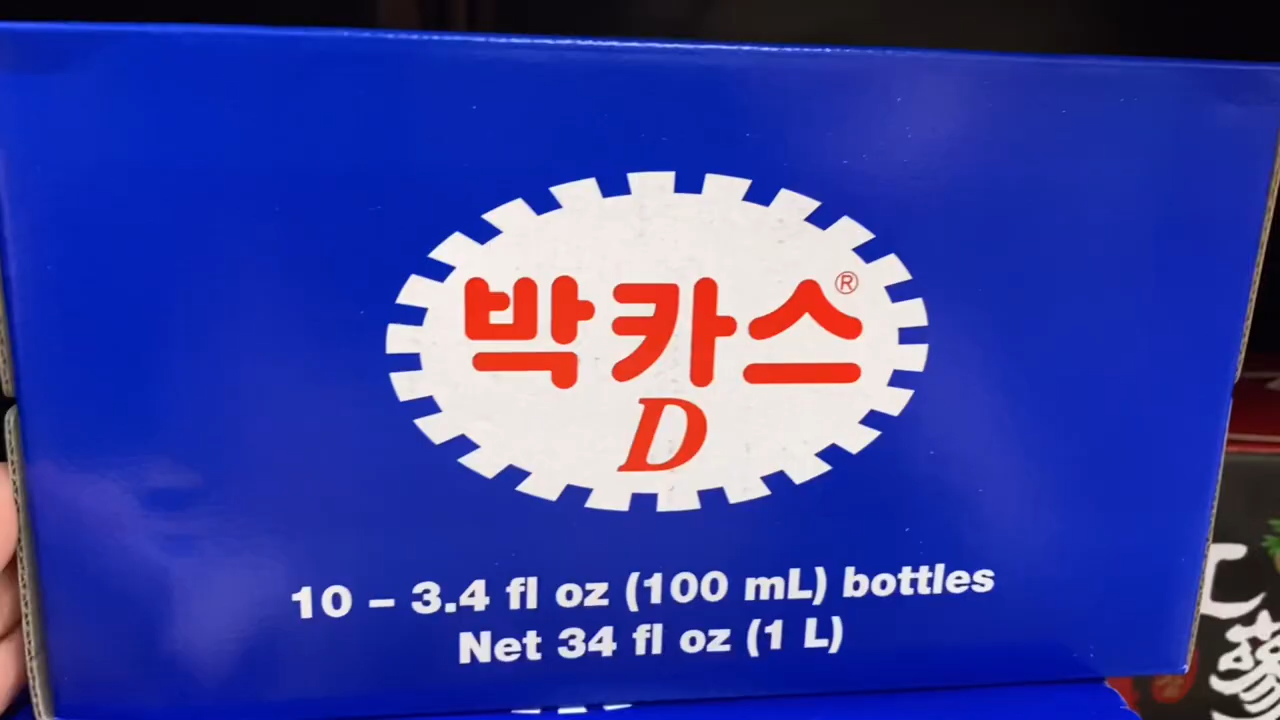 박카스®
D
10 – 3.4 fl oz (100 mL) bottles
Net 34 fl oz (1 L)